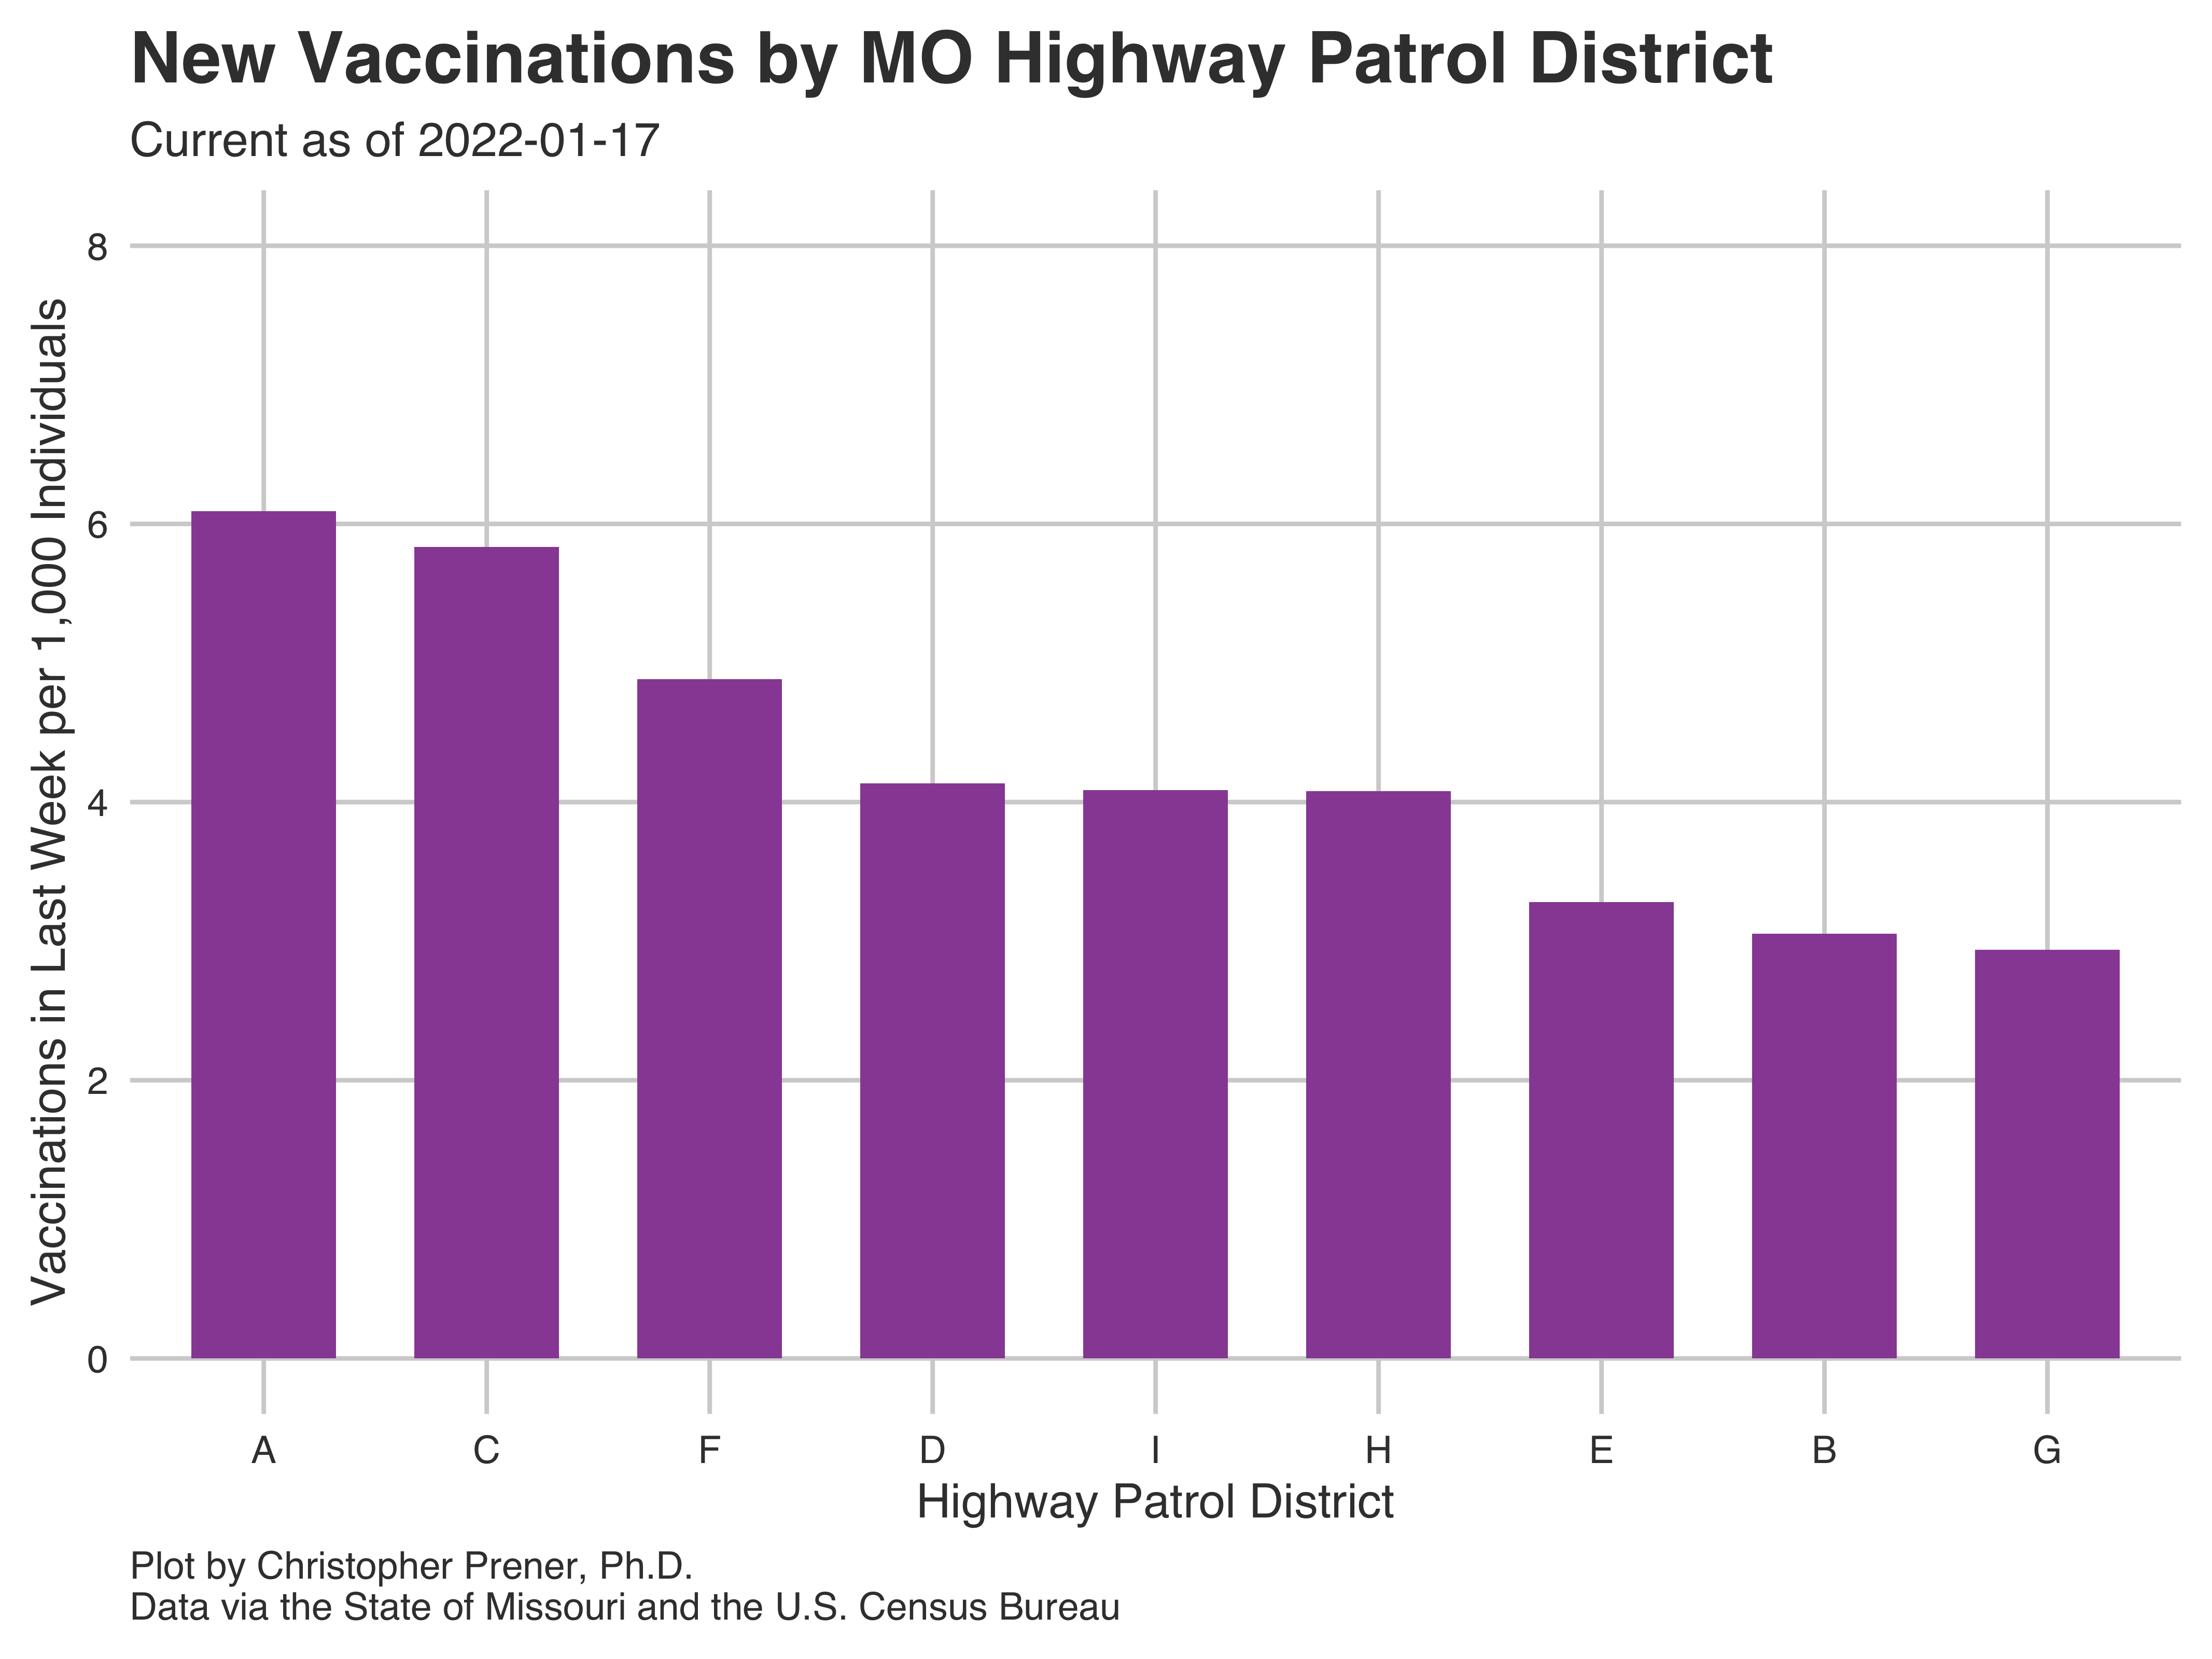 New Vaccinations by MO Highway Patrol District
Current as of 2022-01-17
Vaccinations in Last Week per 1,000 Individuals
8
6
4
2
0
A C F D I H E B G
Highway Patrol District
Plot by Christopher Prener, Ph.D.
Data via the State of Missouri and the U.S. Census Bureau